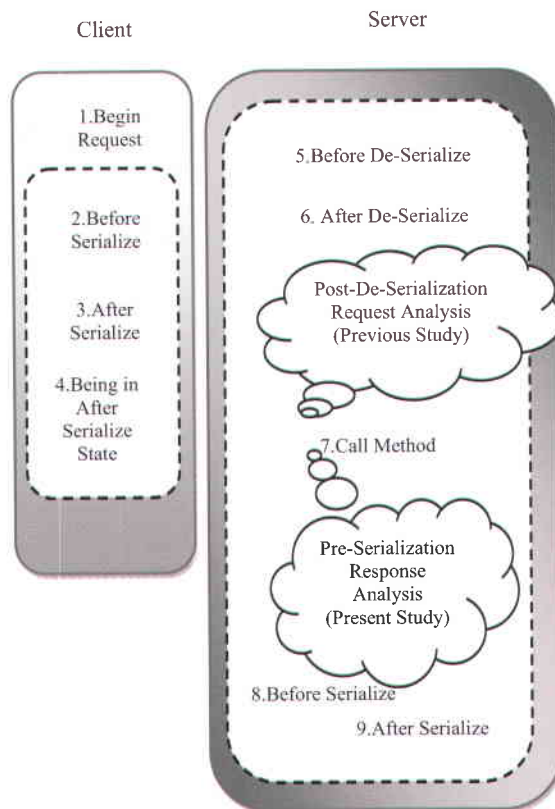 Client
Server
1.Begin
Request
2.Before
Serialize
3.After
Serialize
4.Being in
After
Serialize
State
5.Before De-Serialize
6. After De-Serialize
Post-De-Serialization
Request Analysis
(Previous Study)
7.Call Method
Pre-Serialization
Response
Analysis
(Present Study)
8.Before Serialize
9.After Serialize